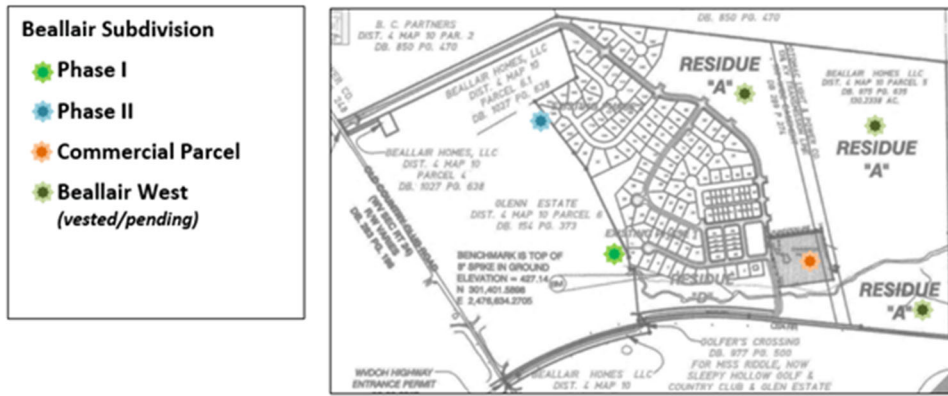 Beallair Subdivision
Phase I
Phase II
Commercial Parcel
Beallair West
(vested/pending)
B. C. PARTNERS
DIST. 4 MAP 10 PAR. 2
DB. 850 PG. 470
DB. 850 PG. 470
BEALLAIR HOMES, LLC
DIST. 4 MAP 10
PARCEL 6.1
DB. 1027 PG. 638
RESIDUE
"A"
BEALLAIR HOMES LLC
DIST. 4 MAP 10 PARCEL 5
DB. 975 PG. 635
RESIDUE
"A"
BEALLAIR HOMES, LLC
DIST. 4 MAP 10
PARCEL 4
DB. 1027 PG. 638
OLD COUNTRY CLUB ROAD
R/W VARIES
GLENN ESTATE
DIST. 4 MAP 10 PARCEL 6
DB. 154 PG. 373
BENCHMARK IS TOP OF
8" SPIKE IN GROUND
ELEVATION = 427.14
N 301,401.5898
E 2,476,634.2705
RESIDUE
"D"
RESIDUE
"A"
GOLFER'S CROSSING
DB. 977 PG. 500
FOR MISS RIDDLE, NOW
SLEEPY HOLLOW GOLF &
COUNTRY CLUB & GLEN ESTATE
WVDOH HIGHWAY
ENTRANCE PERMIT
BEALLAIR HOMES LLC
DIST. 4 MAP 10